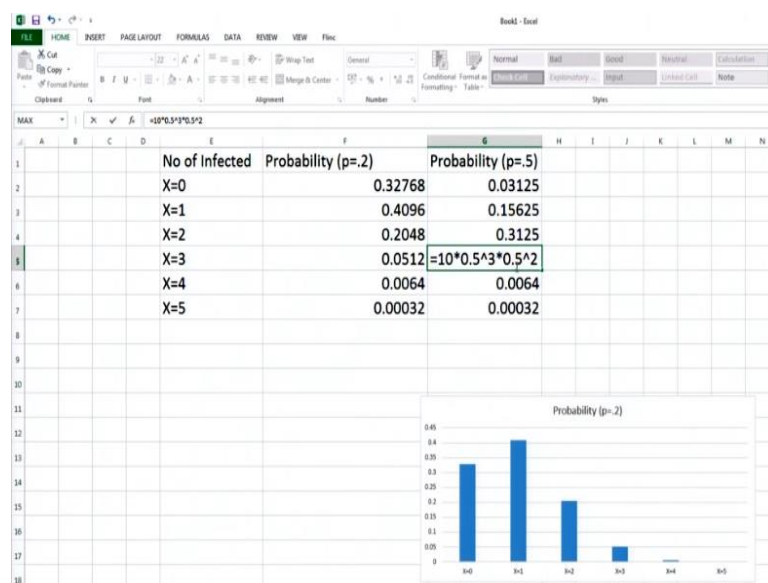 Book1 - Excel
FILE HOME INSERT PAGE LAYOUT FORMULAS DATA REVIEW VIEW Flinc
Cut
Copy
Format Painter
Paste
22
Wrap Text
Merge & Center
General
Conditional Formatting
Format as Table
Normal Bad Good Neutral Calculation
Check Cell Explanatory ... Input Linked Cell Note
Clipboard Font Alignment Number Styles
MAX =10*0.5^3*0.5^2
A B C D E F G H I J K L M N
1 No of Infected Probability (p=.2) Probability (p=.5)
2 X=0 0.32768 0.03125
3 X=1 0.4096 0.15625
4 X=2 0.2048 0.3125
5 X=3 0.0512 =10*0.5^3*0.5^2
6 X=4 0.0064 0.0064
7 X=5 0.00032 0.00032
8
9
10
11
12
13
14
15
16
17
18
Probability (p=.2)
0.45
0.4
0.35
0.3
0.25
0.2
0.15
0.1
0.05
0
X=0 X=1 X=2 X=3 X=4 X=5